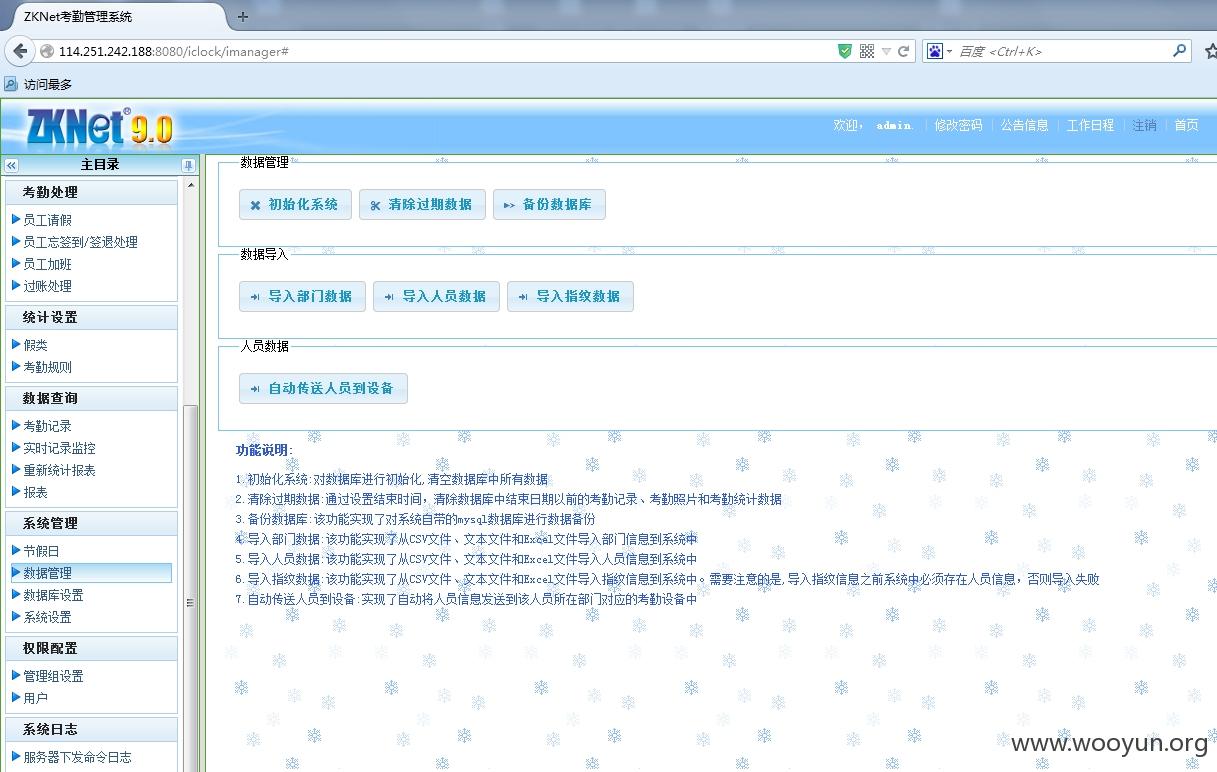 ZKNet考勤管理系统
114.251.242.188:8080/iclock/imanager#
百度 <Ctrl+K>
访问最多
ZKNet® 9.0
欢迎， admin. 修改密码 公告信息 工作日程 注销 首页
主目录
考勤处理
员工请假
员工忘签到/签退处理
员工加班
过账处理
统计设置
假类
考勤规则
数据查询
考勤记录
实时记录监控
重新统计报表
报表
系统管理
节假日
数据管理
数据库设置
系统设置
权限配置
管理组设置
用户
系统日志
服务器下发命令日志
数据管理
初始化系统 清除过期数据 备份数据库
数据导入
导入部门数据 导入人员数据 导入指纹数据
人员数据
自动传送人员到设备
功能说明:
1.初始化系统:对数据库进行初始化,清空数据库中所有数据
2.清除过期数据:通过设置结束时间，清除数据库中结束日期以前的考勤记录、考勤照片和考勤统计数据
3.备份数据库:该功能实现了对系统自带的mysql数据库进行数据备份
4.导入部门数据:该功能实现了从CSV文件、文本文件和Excel文件导入部门信息到系统中
5.导入人员数据:该功能实现了从CSV文件、文本文件和Excel文件导入人员信息到系统中
6.导入指纹数据:该功能实现了从CSV文件、文本文件和Excel文件导入指纹信息到系统中。需要注意的是,导入指纹信息之前系统中必须存在人员信息，否则导入失败
7.自动传送人员到设备:实现了自动将人员信息发送到该人员所在部门对应的考勤设备中
www.wooyun.org